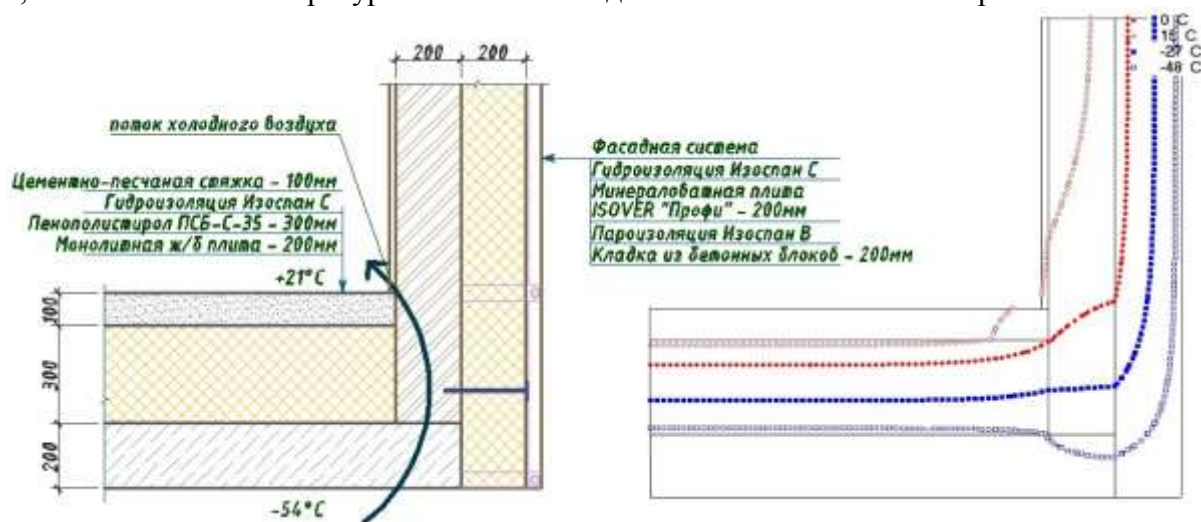 200 200
поток холодного воздуха
Цементно-песчаная стяжка - 100мм
Гидроизоляция Изоспан С
Пенополистирол ПСБ-С-35 - 300мм
Монолитная ж/б плита - 200мм
+21°C
100
300
200
-54°C
Фасадная система
Гидроизоляция Изоспан С
Минераловатная плита
ISOVER "Профи" - 200мм
Пароизоляция Изоспан В
Кладка из бетонных блоков - 200мм
0 C
16 C
-27 C
-48 C